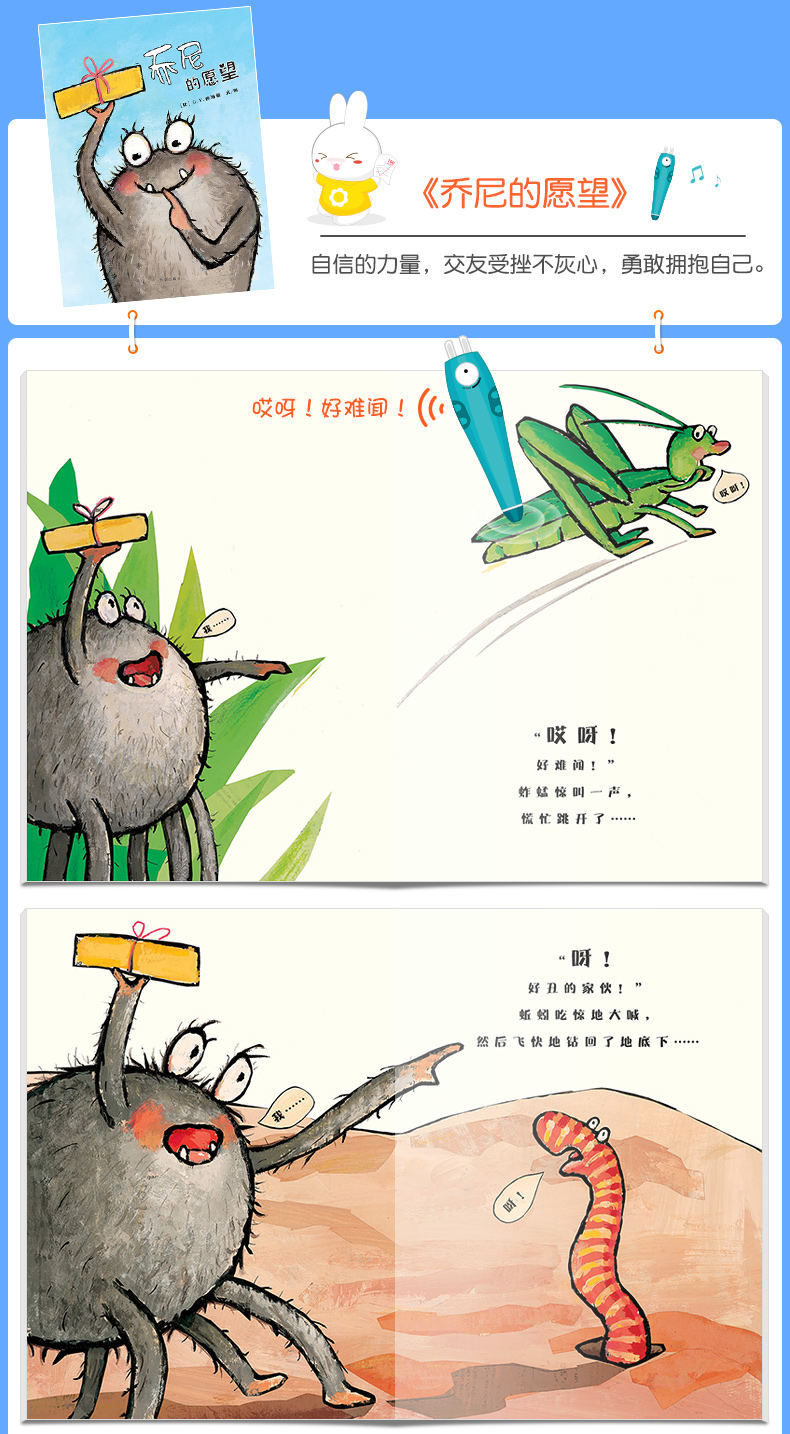 乔尼
的愿望
《乔尼的愿望》
自信的力量，交友受挫不灰心，勇敢拥抱自己。
哎呀！好难闻！
哎呀！
我……
“哎呀！
好难闻！”
蚱蜢惊叫一声，
慌忙跳开了……
“呀！
好丑的家伙！”
蚯蚓吃惊地大喊，
然后飞快地钻回了地底下……
我……
呀！